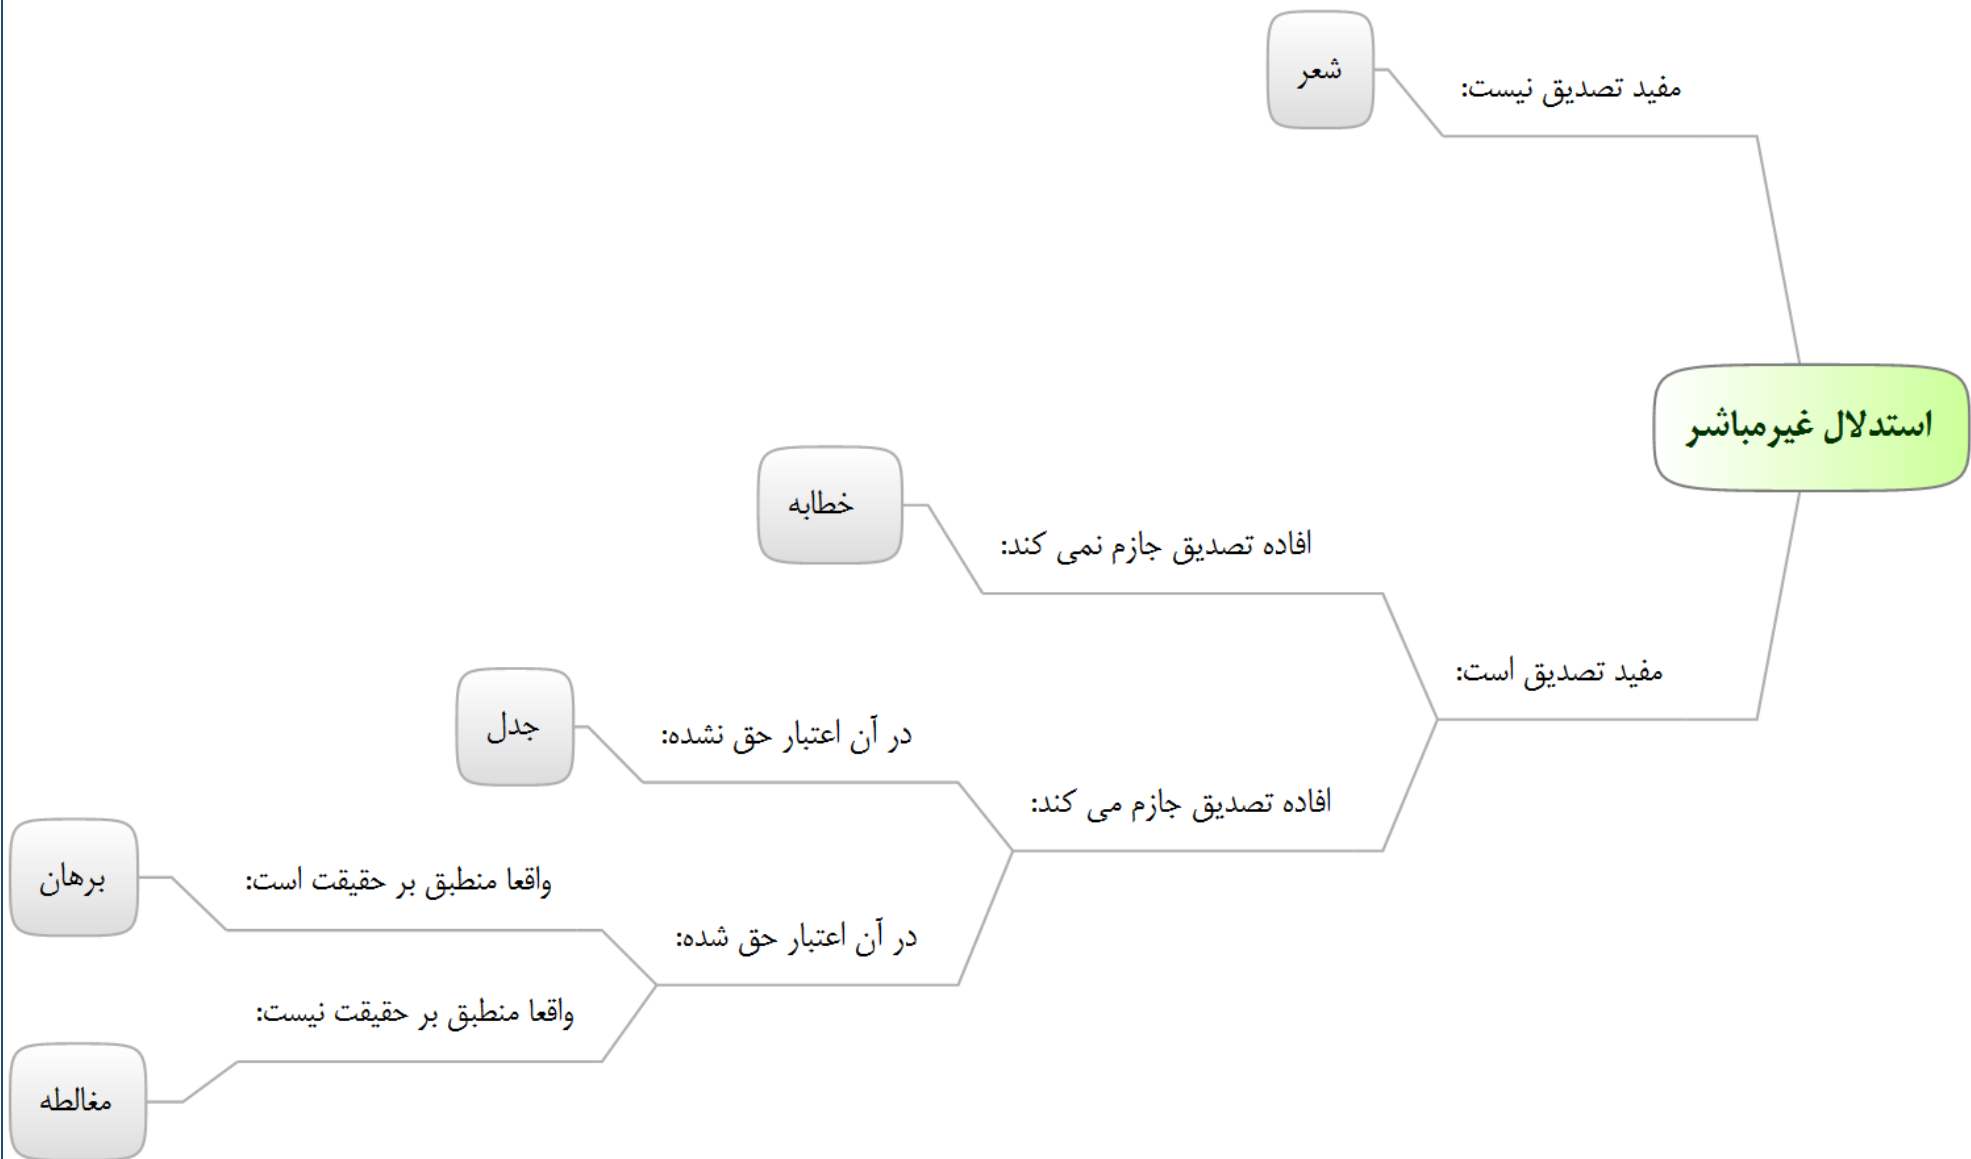 استدلال غیرمباشر
مفید تصدیق نیست:
شعر
مفید تصدیق است:
افاده تصدیق جازم نمی کند:
خطابه
افاده تصدیق جازم می کند:
در آن اعتبار حق نشده:
جدل
در آن اعتبار حق شده:
واقعا منطبق بر حقیقت است:
برهان
واقعا منطبق بر حقیقت نیست:
مغالطه